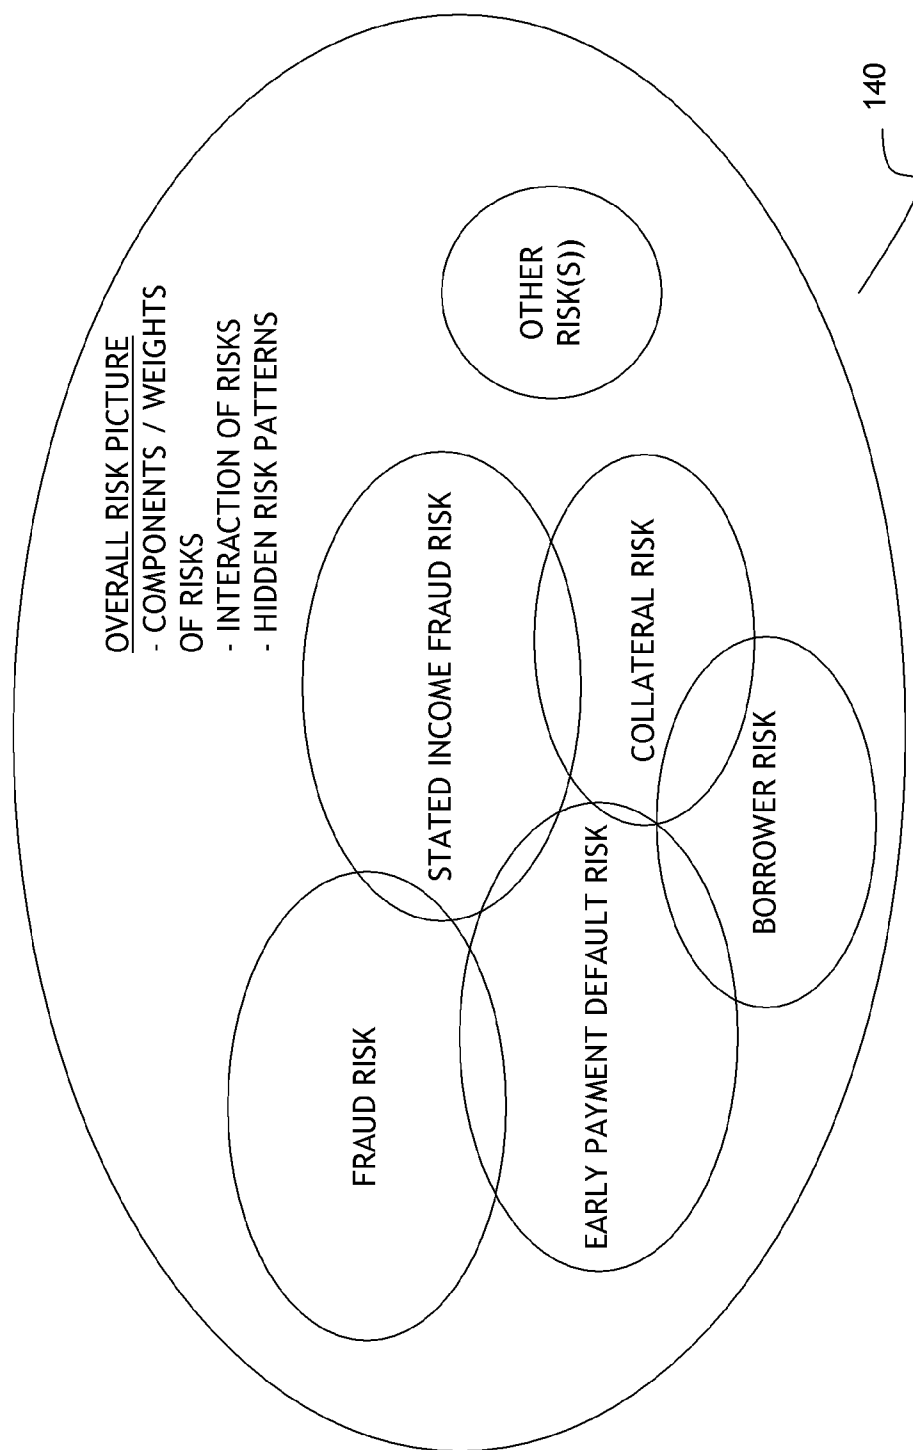 OVERALL RISK PICTURE
- COMPONENTS / WEIGHTS
OF RISKS
- INTERACTION OF RISKS
- HIDDEN RISK PATTERNS
FRAUD RISK
STATED INCOME FRAUD RISK
OTHER
RISK(S))
EARLY PAYMENT DEFAULT RISK
COLLATERAL RISK
BORROWER RISK
140